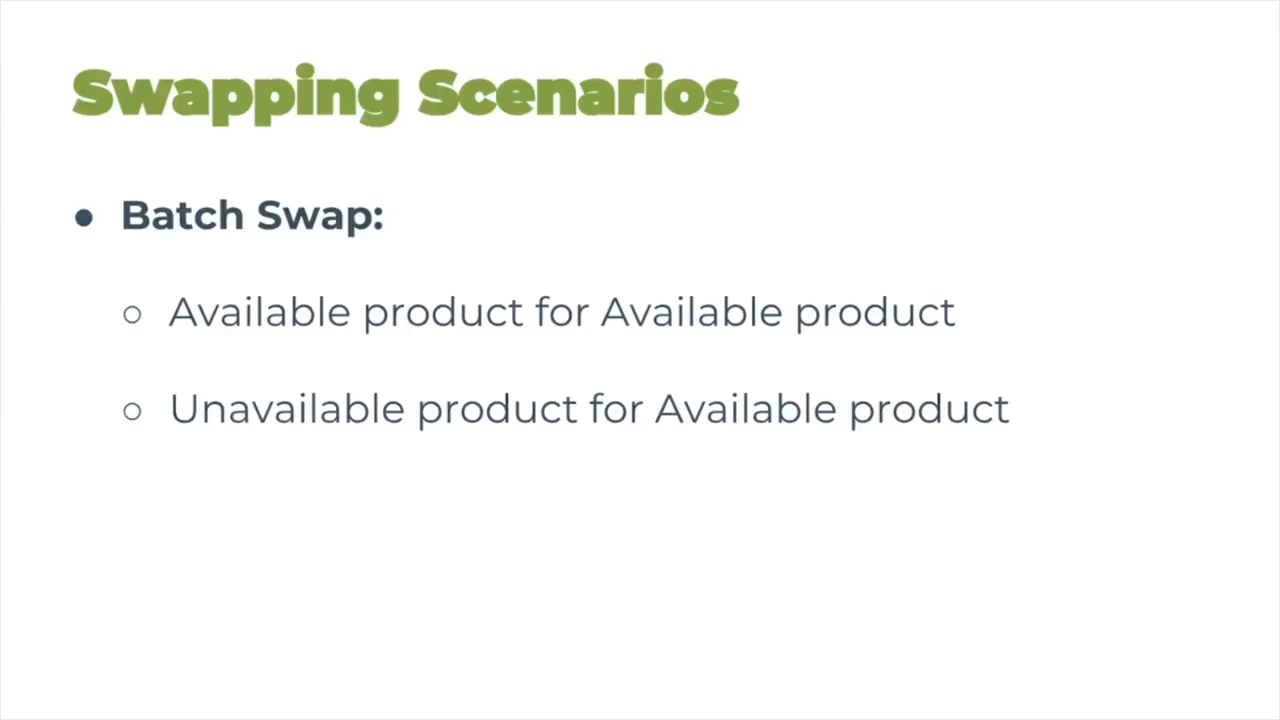 Swapping Scenarios
● Batch Swap:
○ Available product for Available product
○ Unavailable product for Available product